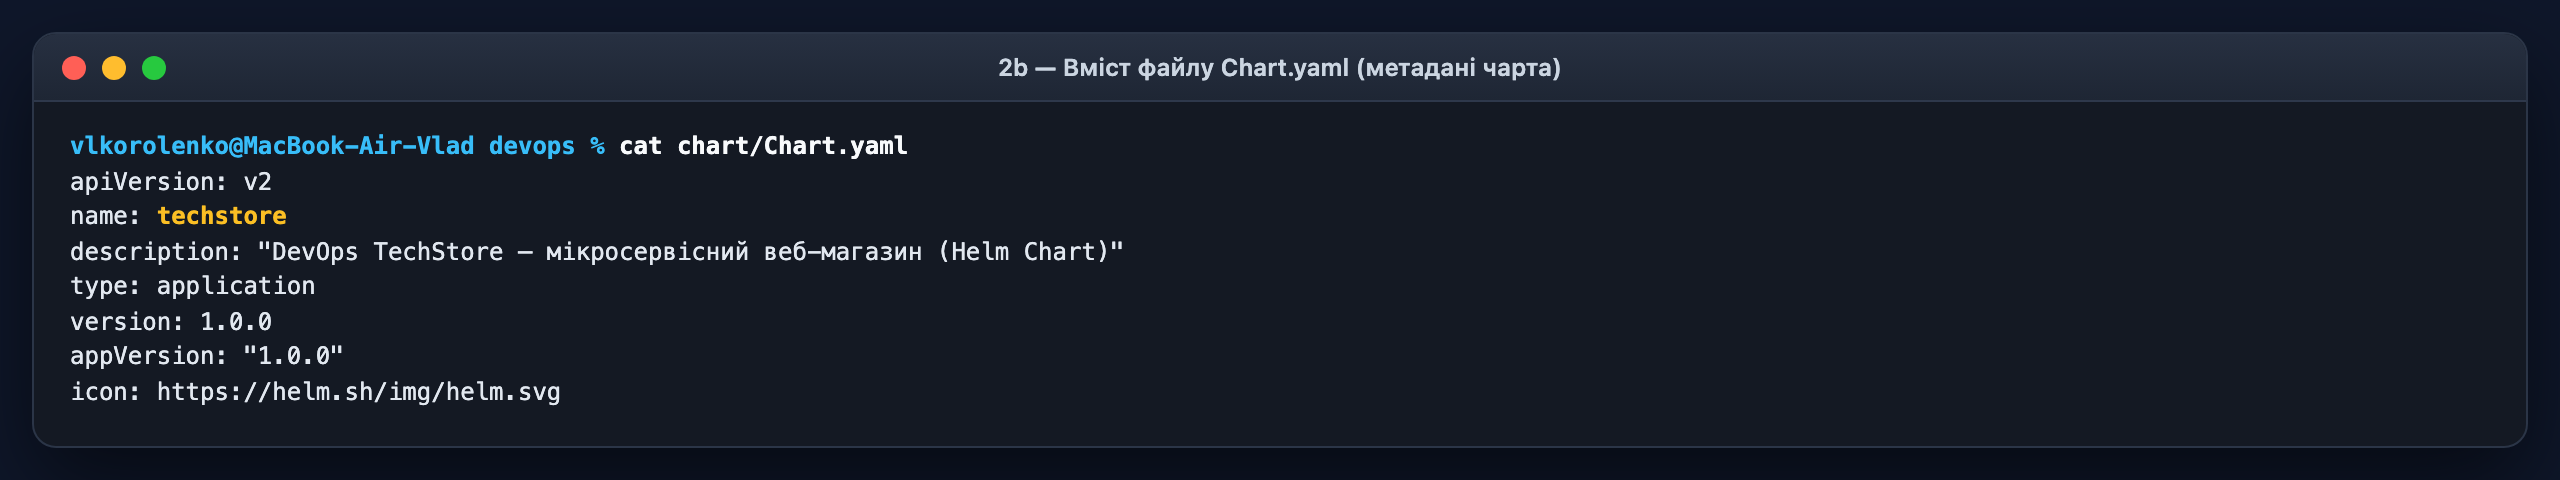 2b — Вміст файлу Chart.yaml (метадані чарта)
vlkorolenko@MacBook-Air-Vlad devops % cat chart/Chart.yaml
apiVersion: v2
name: techstore
description: "DevOps TechStore — мікросервісний веб-магазин (Helm Chart)"
type: application
version: 1.0.0
appVersion: "1.0.0"
icon: https://helm.sh/img/helm.svg